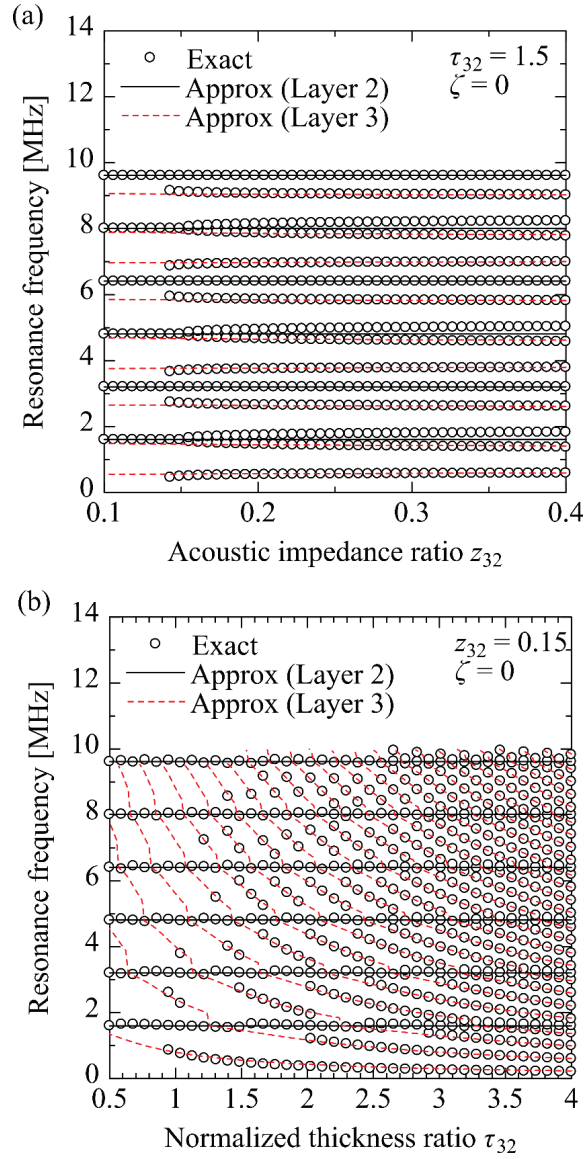 (a)
Exact
Approx (Layer 2)
Approx (Layer 3)
τ32 = 1.5
ζ = 0
Resonance frequency [MHz]
14
12
10
8
6
4
2
0
0.1
0.2
0.3
0.4
Acoustic impedance ratio z32
(b)
Exact
Approx (Layer 2)
Approx (Layer 3)
z32 = 0.15
ζ = 0
Resonance frequency [MHz]
14
12
10
8
6
4
2
0
0.5
1
1.5
2
2.5
3
3.5
4
Normalized thickness ratio τ32